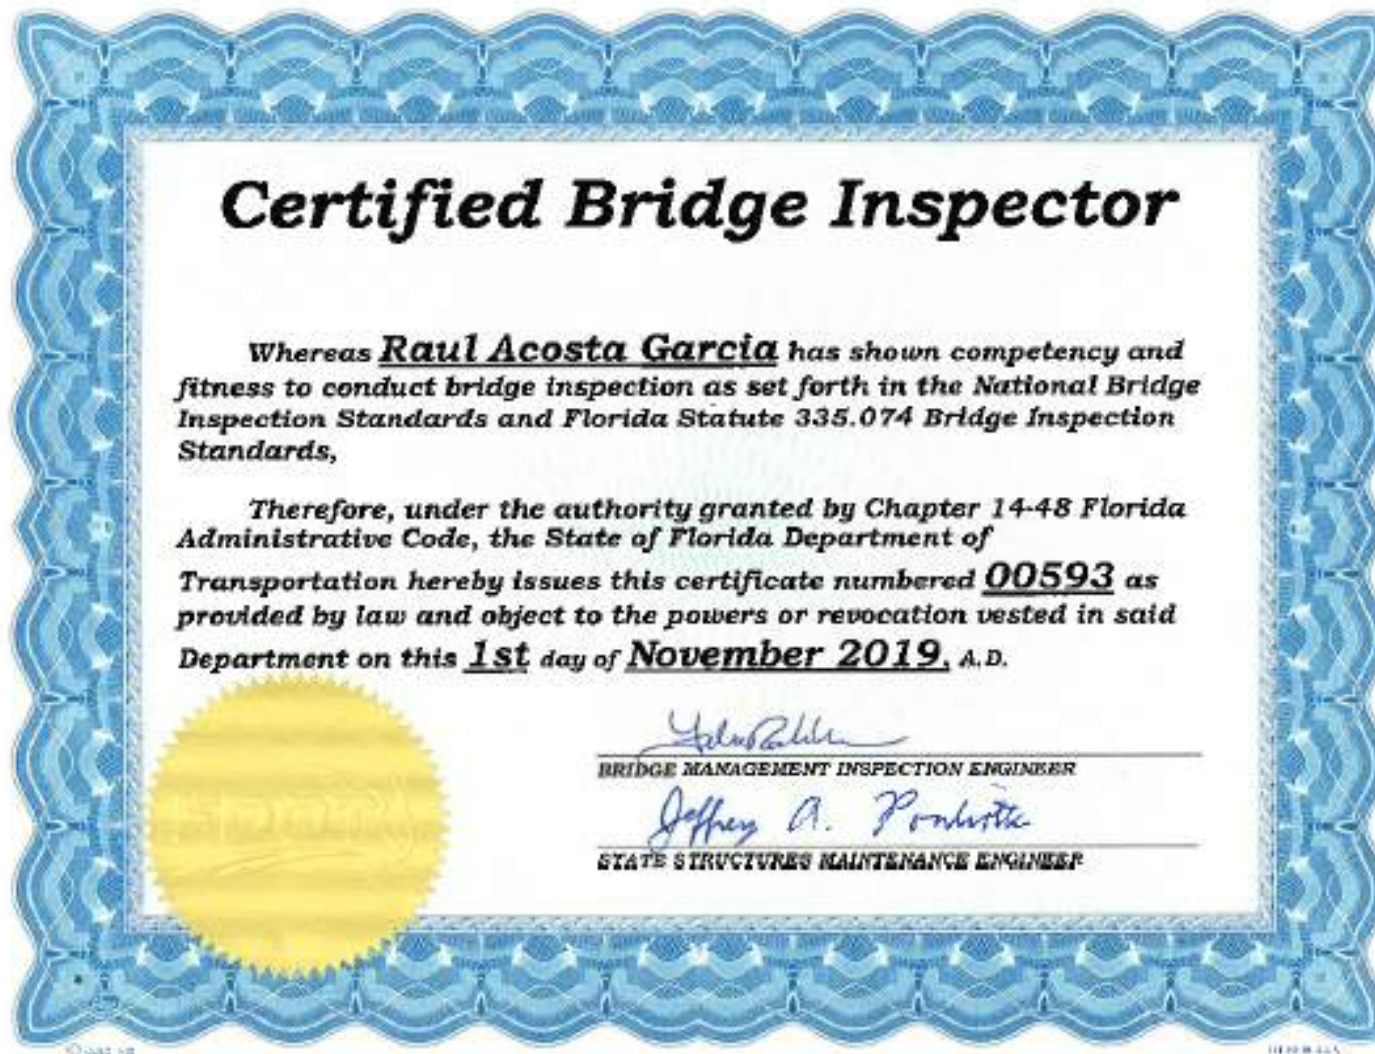 Certified Bridge Inspector
Whereas Raul Acosta Garcia has shown competency and
fitness to conduct bridge inspection as set forth in the National Bridge
Inspection Standards and Florida Statute 335.074 Bridge Inspection
Standards,
Therefore, under the authority granted by Chapter 14-48 Florida
Administrative Code, the State of Florida Department of
Transportation hereby issues this certificate numbered 00593 as
provided by law and object to the powers or revocation vested in said
Department on this 1st day of November 2019, A.D.
BRIDGE MANAGEMENT INSPECTION ENGINEER
Jeffrey A.
STATE STRUCTURES MAINTENANCE ENGINEER